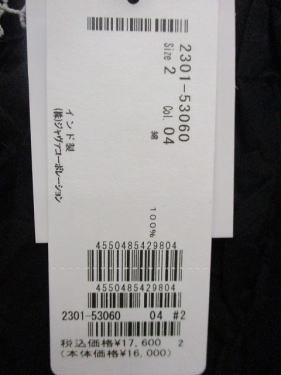 2301-53060
Size 2 Col. 04
綿 100%
インド製
(株)ジャヴァコーポレーション
4550485429804
4550485429804
2301-53060 04 #2
税込価格¥17,600 2
(本体価格¥16,000)